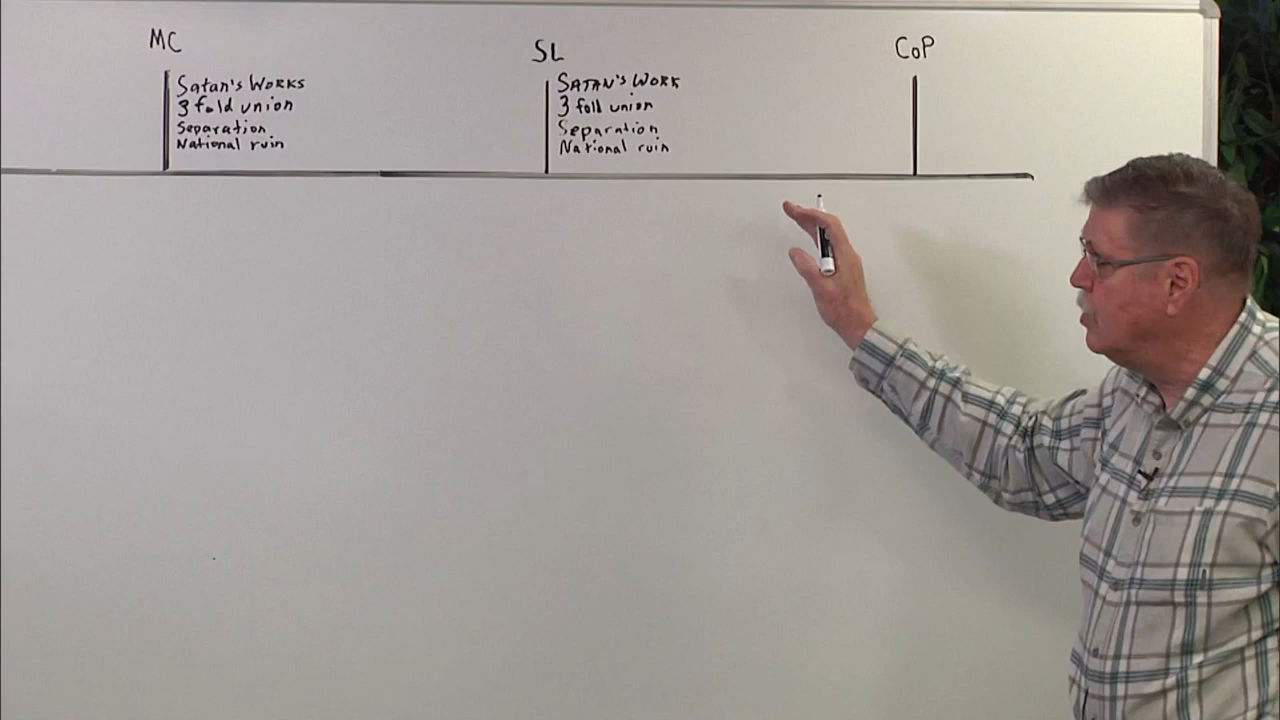 MC
Satan's Works
3 fold union
Separation
National ruin
SL
SATAN'S WORK
3 fold union
Separation
National ruin
CoP